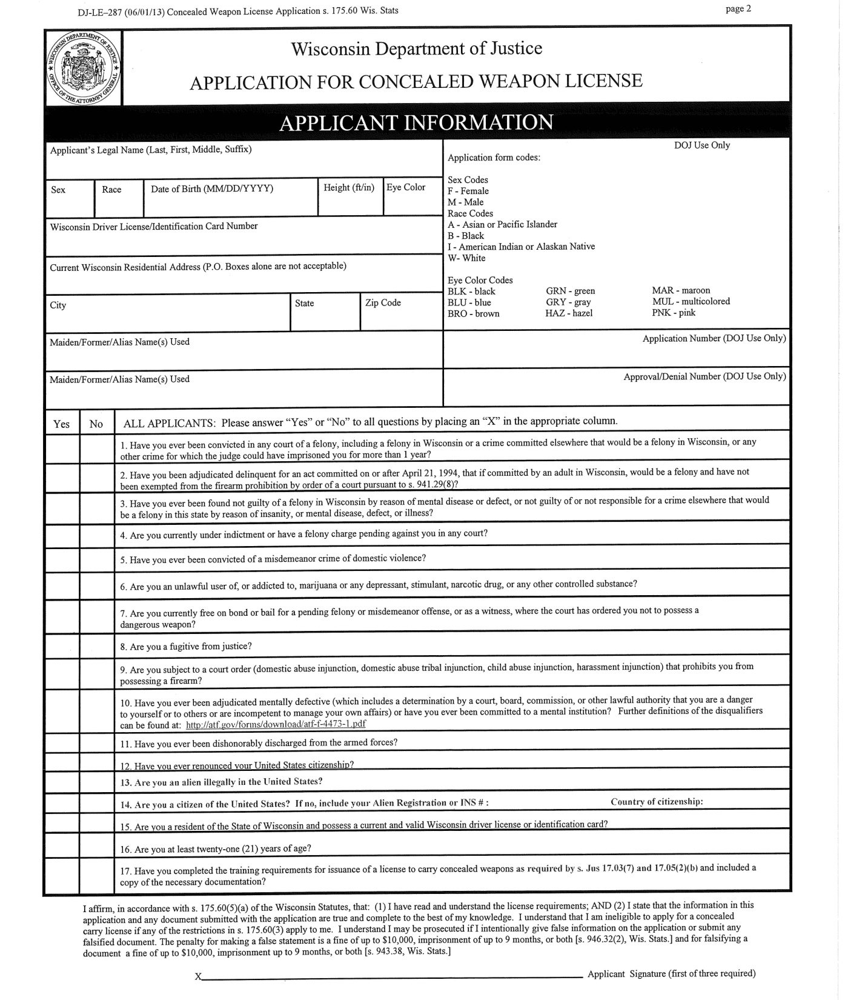 DJ-LE–287 (06/01/13) Concealed Weapon License Application s. 175.60 Wis. Stats
page 2
WISCONSIN DEPARTMENT OF JUSTICE
OFFICE OF THE ATTORNEY GENERAL
Wisconsin Department of Justice
APPLICATION FOR CONCEALED WEAPON LICENSE
APPLICANT INFORMATION
Applicant's Legal Name (Last, First, Middle, Suffix)
Sex
Race
Date of Birth (MM/DD/YYYY)
Height (ft/in)
Eye Color
Wisconsin Driver License/Identification Card Number
Current Wisconsin Residential Address (P.O. Boxes alone are not acceptable)
City
State
Zip Code
Maiden/Former/Alias Name(s) Used
Maiden/Former/Alias Name(s) Used
DOJ Use Only
Application form codes:
Sex Codes
F - Female
M - Male
Race Codes
A - Asian or Pacific Islander
B - Black
I - American Indian or Alaskan Native
W- White
Eye Color Codes
BLK - black GRN - green MAR - maroon
BLU - blue GRY - gray MUL - multicolored
BRO - brown HAZ - hazel PNK - pink
Application Number (DOJ Use Only)
Approval/Denial Number (DOJ Use Only)
Yes No ALL APPLICANTS: Please answer “Yes” or “No” to all questions by placing an “X” in the appropriate column.
1. Have you ever been convicted in any court of a felony, including a felony in Wisconsin or a crime committed elsewhere that would be a felony in Wisconsin, or any
other crime for which the judge could have imprisoned you for more than 1 year?
2. Have you been adjudicated delinquent for an act committed on or after April 21, 1994, that if committed by an adult in Wisconsin, would be a felony and have not
been exempted from the firearm prohibition by order of a court pursuant to s. 941.29(8)?
3. Have you ever been found not guilty of a felony in Wisconsin by reason of mental disease or defect, or not guilty of or not responsible for a crime elsewhere that would
be a felony in this state by reason of insanity, or mental disease, defect, or illness?
4. Are you currently under indictment or have a felony charge pending against you in any court?
5. Have you ever been convicted of a misdemeanor crime of domestic violence?
6. Are you an unlawful user of, or addicted to, marijuana or any depressant, stimulant, narcotic drug, or any other controlled substance?
7. Are you currently free on bond or bail for a pending felony or misdemeanor offense, or as a witness, where the court has ordered you not to possess a
dangerous weapon?
8. Are you a fugitive from justice?
9. Are you subject to a court order (domestic abuse injunction, domestic abuse tribal injunction, child abuse injunction, harassment injunction) that prohibits you from
possessing a firearm?
10. Have you ever been adjudicated mentally defective (which includes a determination by a court, board, commission, or other lawful authority that you are a danger
to yourself or to others or are incompetent to manage your own affairs) or have you ever been committed to a mental institution? Further definitions of the disqualifiers
can be found at: http://atf.gov/forms/download/atf-f-4473-1.pdf
11. Have you ever been dishonorably discharged from the armed forces?
12. Have you ever renounced your United States citizenship?
13. Are you an alien illegally in the United States?
14. Are you a citizen of the United States? If no, include your Alien Registration or INS # : Country of citizenship:
15. Are you a resident of the State of Wisconsin and possess a current and valid Wisconsin driver license or identification card?
16. Are you at least twenty-one (21) years of age?
17. Have you completed the training requirements for issuance of a license to carry concealed weapons as required by s. Jus 17.03(7) and 17.05(2)(b) and included a
copy of the necessary documentation?
I affirm, in accordance with s. 175.60(5)(a) of the Wisconsin Statutes, that: (1) I have read and understand the license requirements; AND (2) I state that the information in this
application and any document submitted with the application are true and complete to the best of my knowledge. I understand that I am ineligible to apply for a concealed
carry license if any of the restrictions in s. 175.60(3) apply to me. I understand I may be prosecuted if I intentionally give false information on the application or submit any
falsified document. The penalty for making a false statement is a fine of up to $10,000, imprisonment of up to 9 months, or both [s. 946.32(2), Wis. Stats.] and for falsifying a
document a fine of up to $10,000, imprisonment up to 9 months, or both [s. 943.38, Wis. Stats.]
X Applicant Signature (first of three required)